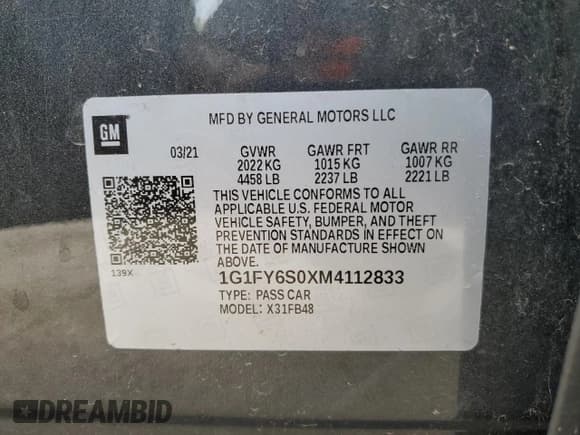 MFD BY GENERAL MOTORS LLC
GM
03/21 GVWR GAWR FRT GAWR RR
2022 KG 1015 KG 1007 KG
4458 LB 2237 LB 2221 LB
THIS VEHICLE CONFORMS TO ALL
APPLICABLE U.S. FEDERAL MOTOR
VEHICLE SAFETY, BUMPER, AND THEFT
PREVENTION STANDARDS IN EFFECT ON
THE DATE OF MANUFACTURE SHOWN
ABOVE.
139X
1G1FY6S0XM4112833
TYPE: PASS CAR
MODEL: X31FB48
DREAMBID